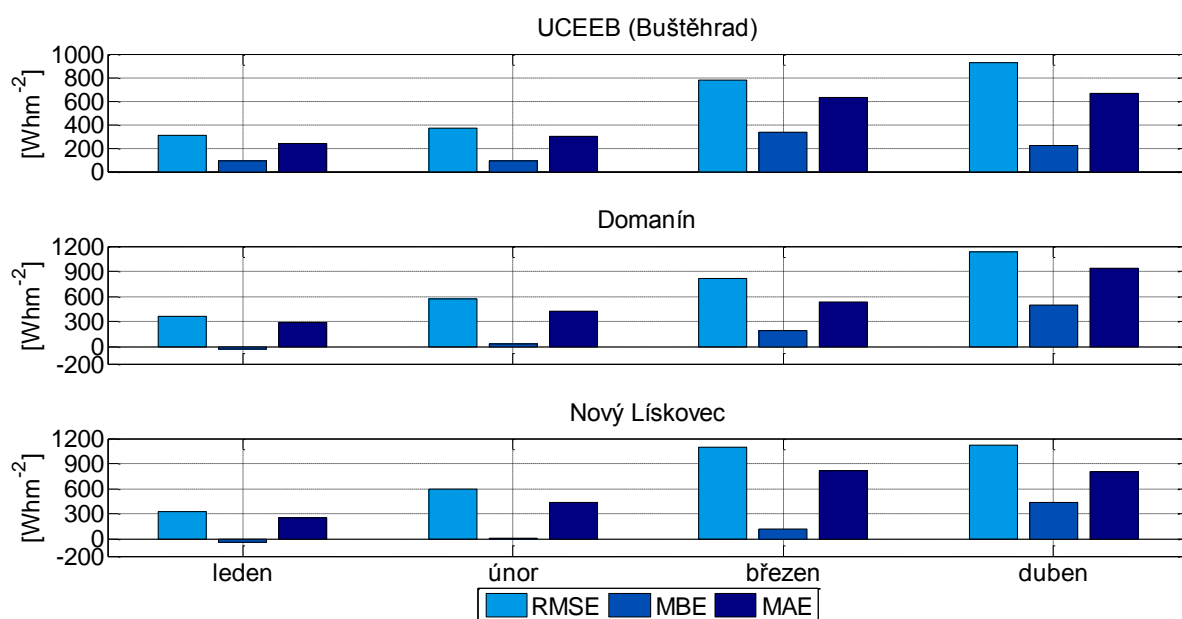 UCEEB (Buštěhrad)
[Whm-2]
1000
800
600
400
200
0
Domanín
[Whm-2]
1200
900
600
300
0
-200
Nový Lískovec
[Whm-2]
1200
900
600
300
0
-200
leden únor březen duben
RMSE MBE MAE